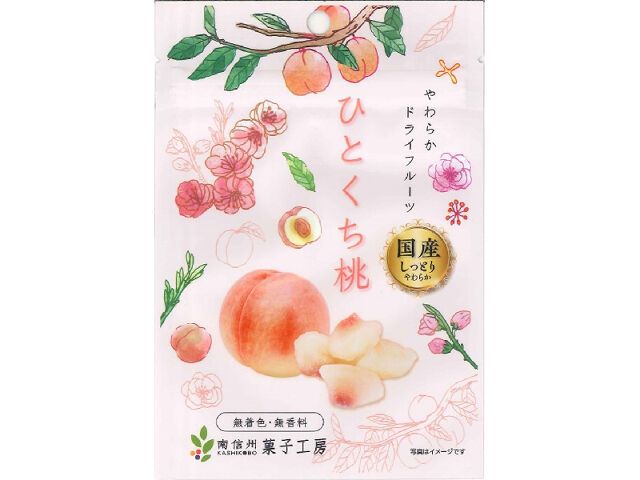 やわらか
ドライフルーツ
ひとくち桃
国産
しっとり
やわらか
無着色・無香料
南信州
KASHIKOBO
菓子工房
写真はイメージです